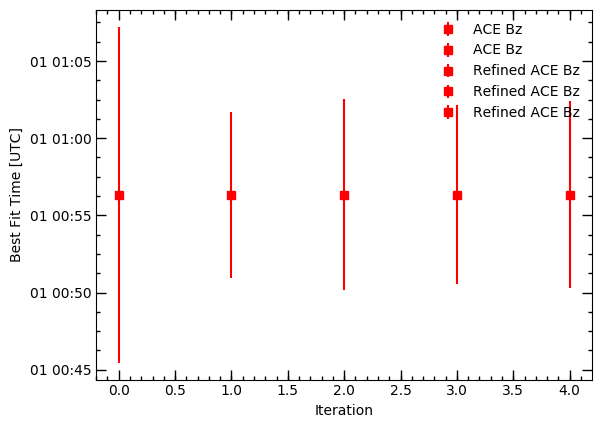 ACE Bz
ACE Bz
Refined ACE Bz
Refined ACE Bz
Refined ACE Bz
01 01:05
01 01:00
01 00:55
01 00:50
01 00:45
Best Fit Time [UTC]
0.0 0.5 1.0 1.5 2.0 2.5 3.0 3.5 4.0
Iteration